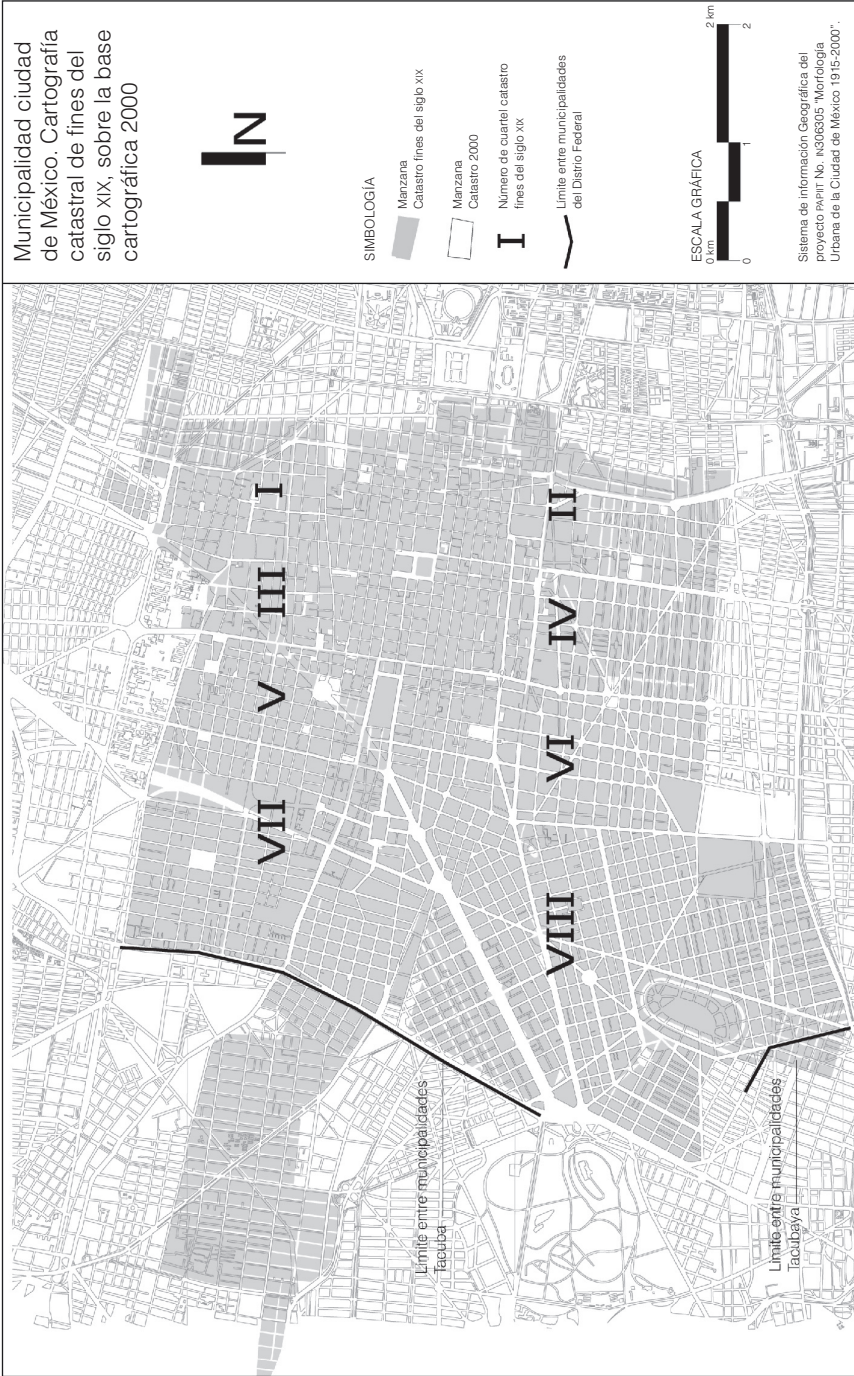 Municipalidad ciudad
de México. Cartografía
catastral de fines del
siglo XIX, sobre la base
cartográfica 2000
N
SIMBOLOGÍA
Manzana
Catastro fines del siglo XIX
Manzana
Catastro 2000
I
Número de cuartel catastro
fines del siglo XIX
Límite entre municipalidades
del Distrio Federal
ESCALA GRÁFICA
0 km
2 km
0
1
2
Sistema de información Geográfica del
proyecto PAPIIT No. IN306305 "Morfología
Urbana de la Ciudad de México 1915-2000".
VII
V
III
I
VIII
VI
IV
II
Límite entre municipalidades
Tacuba
Límite entre municipalidades
Tacubaya